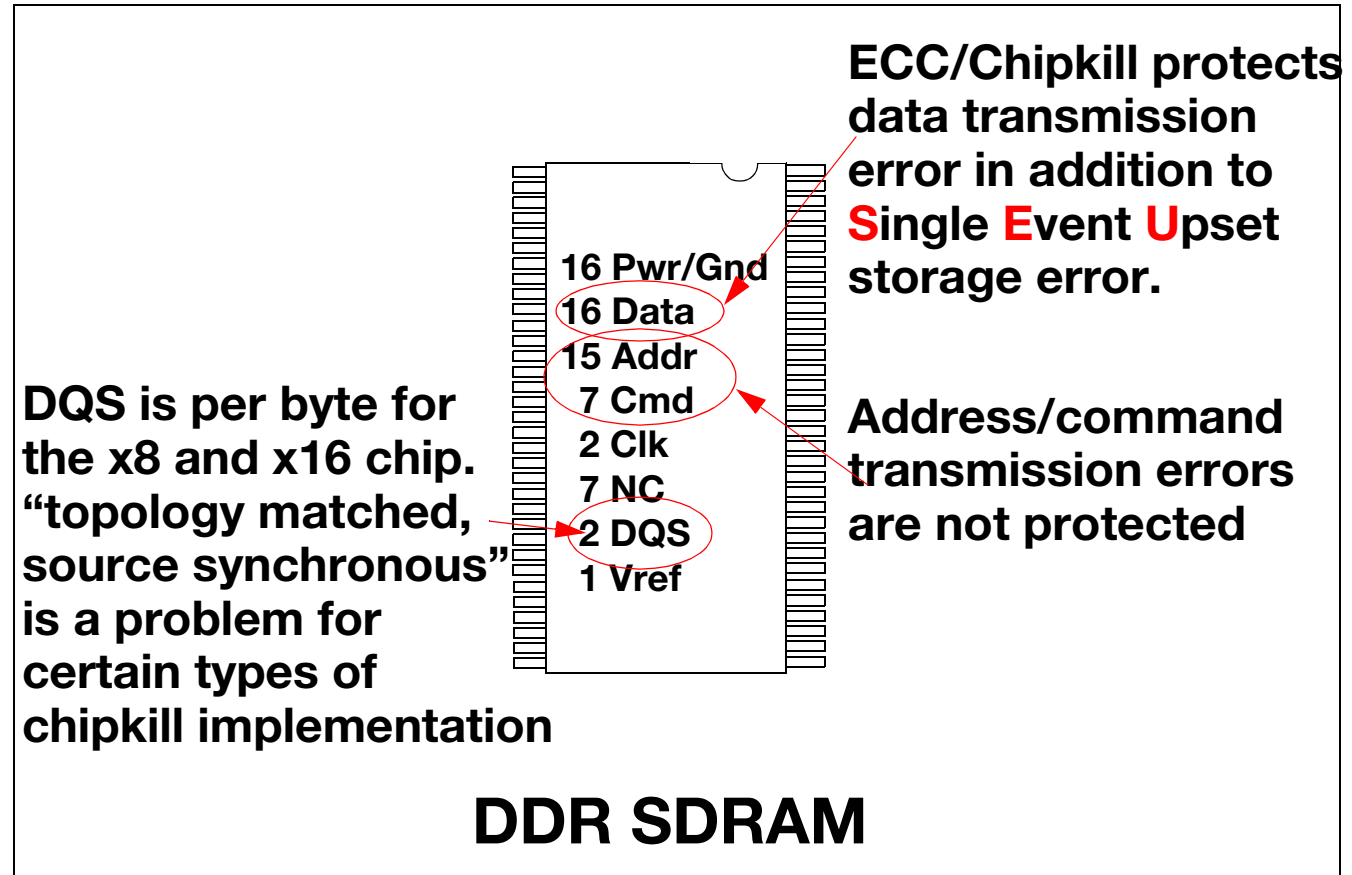 ECC/Chipkill protects
data transmission
error in addition to
Single Event Upset
storage error.
16 Pwr/Gnd
16 Data
15 Addr
7 Cmd
2 Clk
7 NC
2 DQS
1 Vref
DQS is per byte for
the x8 and x16 chip.
“topology matched,
source synchronous”
is a problem for
certain types of
chipkill implementation
Address/command
transmission errors
are not protected
DDR SDRAM